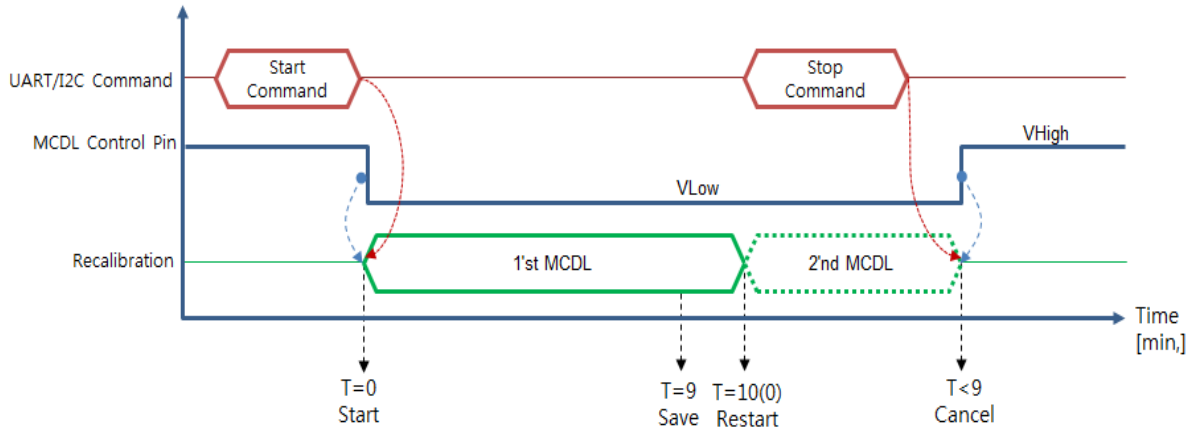 UART/I2C Command
Start
Command
Stop
Command
MCDL Control Pin
VHigh
VLow
Recalibration
1'st MCDL
2'nd MCDL
Time
[min,]
T=0
Start
T=9
Save
T=10(0)
Restart
T<9
Cancel